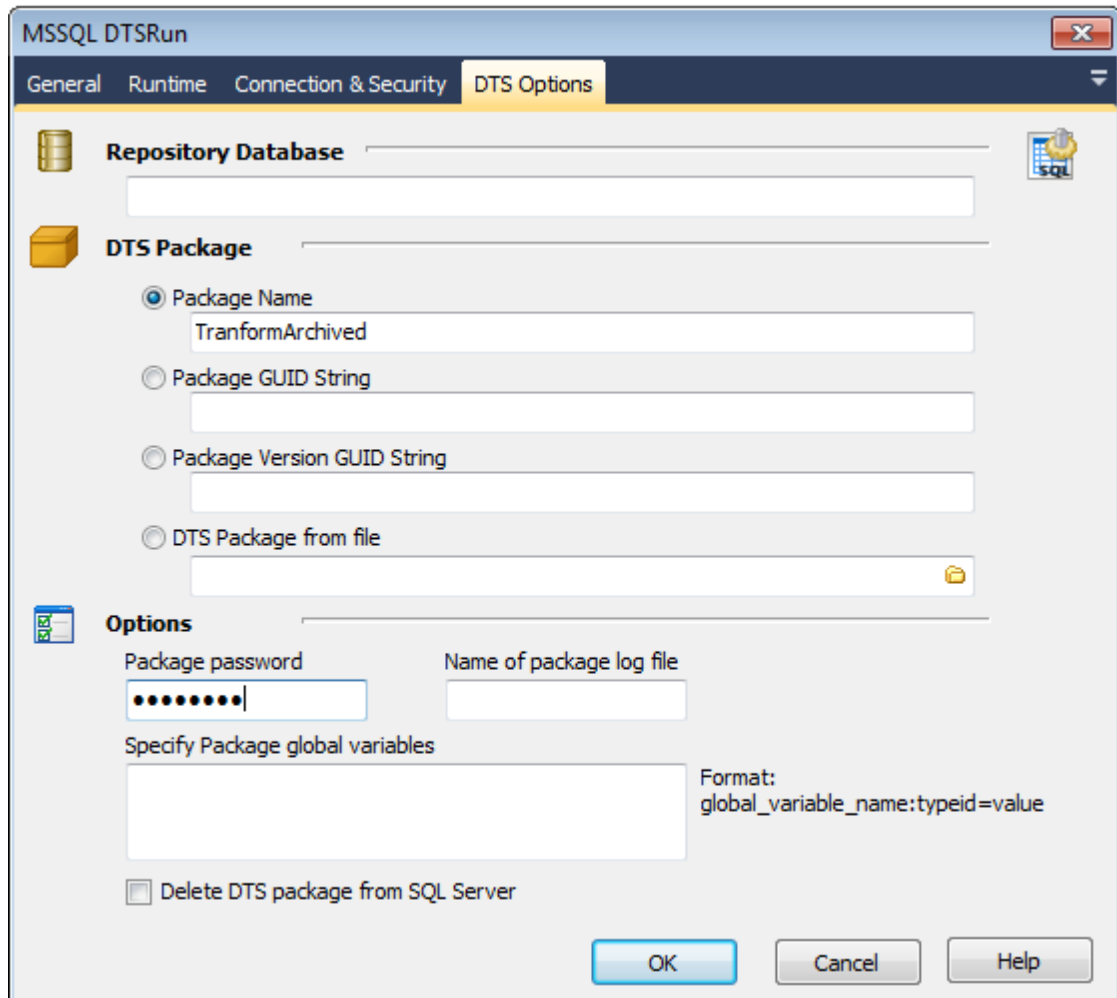 MSSQL DTSRun
General Runtime Connection & Security DTS Options
Repository Database
SQL
DTS Package
Package Name
TranformArchived
Package GUID String
Package Version GUID String
DTS Package from file
Options
Package password Name of package log file
••••••••
Specify Package global variables
Format:
global_variable_name:typeid=value
Delete DTS package from SQL Server
OK Cancel Help